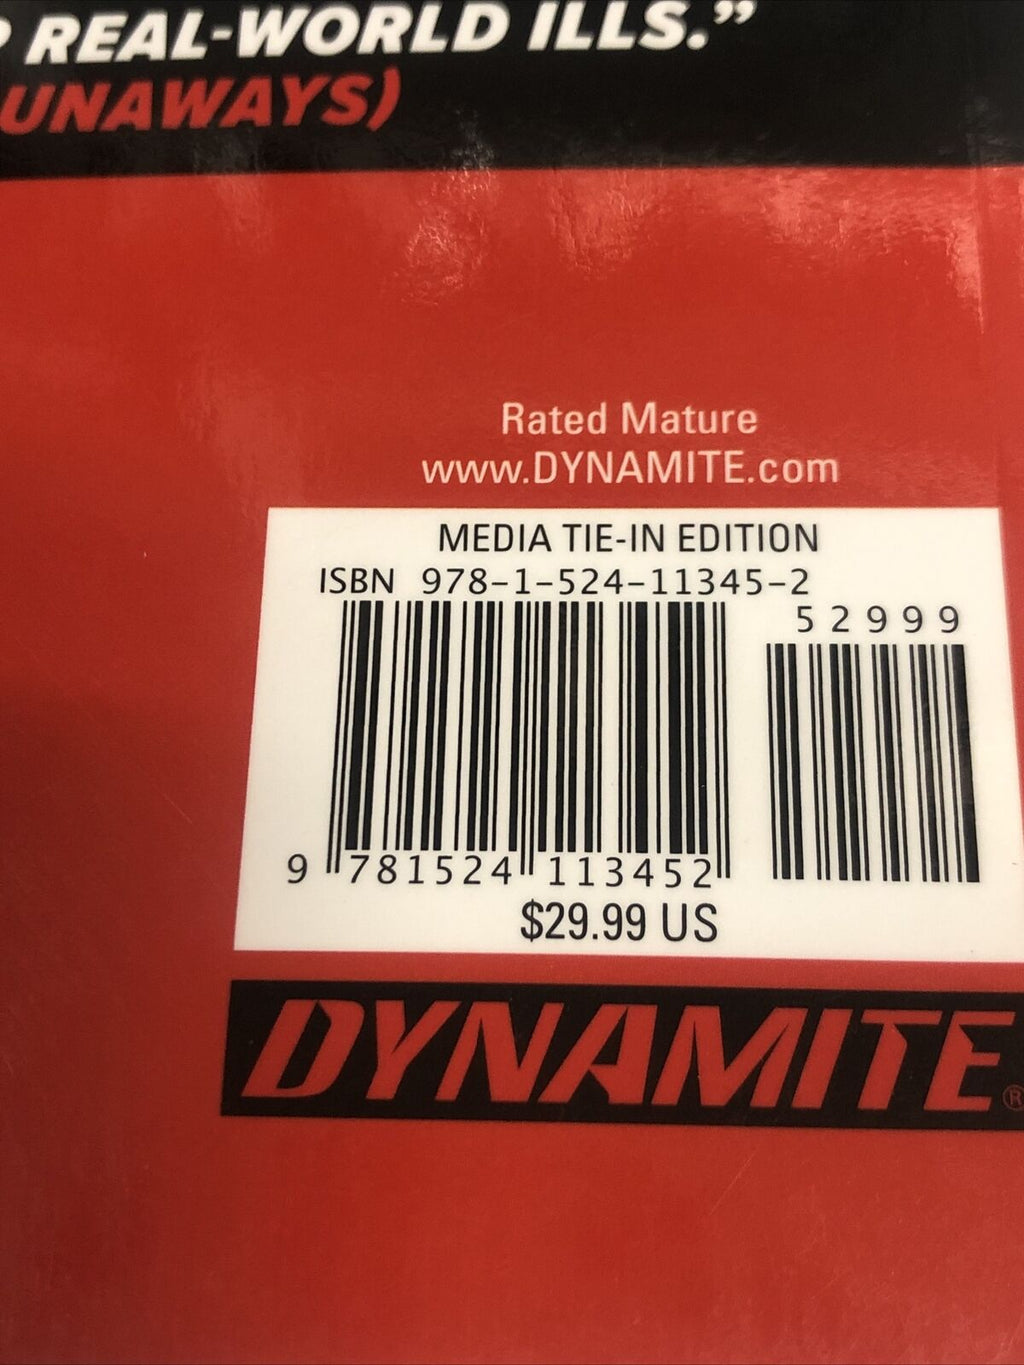 REAL-WORLD ILLS.”
UNAWAYS)
Rated Mature
www.DYNAMITE.com
MEDIA TIE-IN EDITION
ISBN 978-1-524-11345-2
52999
9 781524 113452
$29.99 US
DYNAMITE®